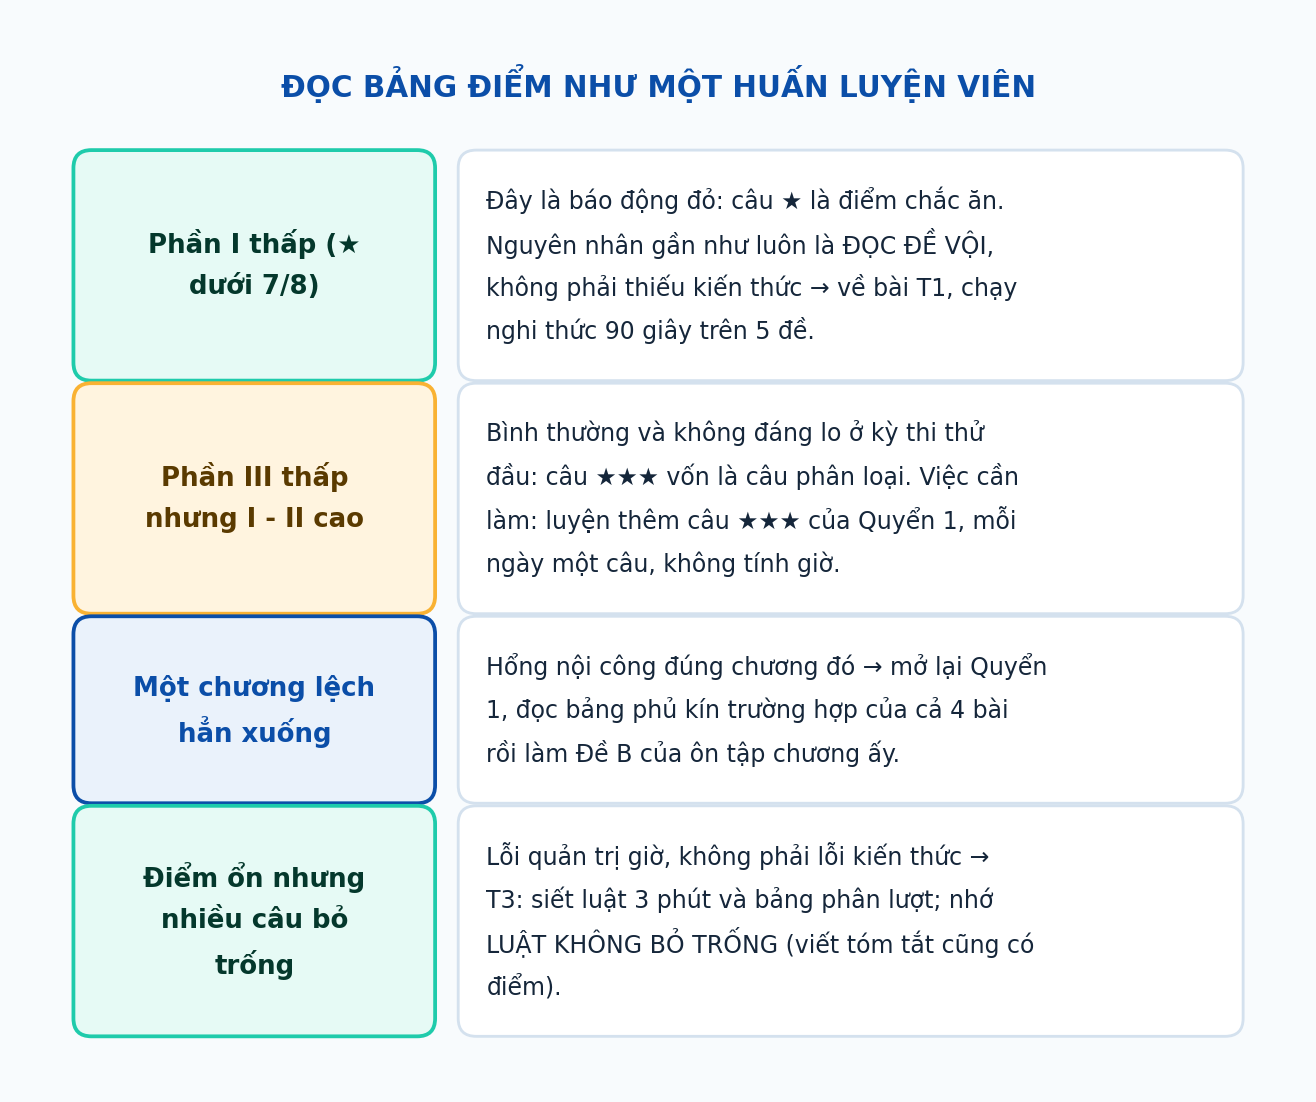 ĐỌC BẢNG ĐIỂM NHƯ MỘT HUẤN LUYỆN VIÊN
Phần I thấp (★
dưới 7/8)
Đây là báo động đỏ: câu ★ là điểm chắc ăn.
Nguyên nhân gần như luôn là ĐỌC ĐỀ VỘI,
không phải thiếu kiến thức → về bài T1, chạy
nghi thức 90 giây trên 5 đề.
Phần III thấp
nhưng I - II cao
Bình thường và không đáng lo ở kỳ thi thử
đầu: câu ★★★ vốn là câu phân loại. Việc cần
làm: luyện thêm câu ★★★ của Quyển 1, mỗi
ngày một câu, không tính giờ.
Một chương lệch
hẳn xuống
Hổng nội công đúng chương đó → mở lại Quyển
1, đọc bảng phủ kín trường hợp của cả 4 bài
rồi làm Đề B của ôn tập chương ấy.
Điểm ổn nhưng
nhiều câu bỏ
trống
Lỗi quản trị giờ, không phải lỗi kiến thức →
T3: siết luật 3 phút và bảng phân lượt; nhớ
LUẬT KHÔNG BỎ TRỐNG (viết tóm tắt cũng có
điểm).